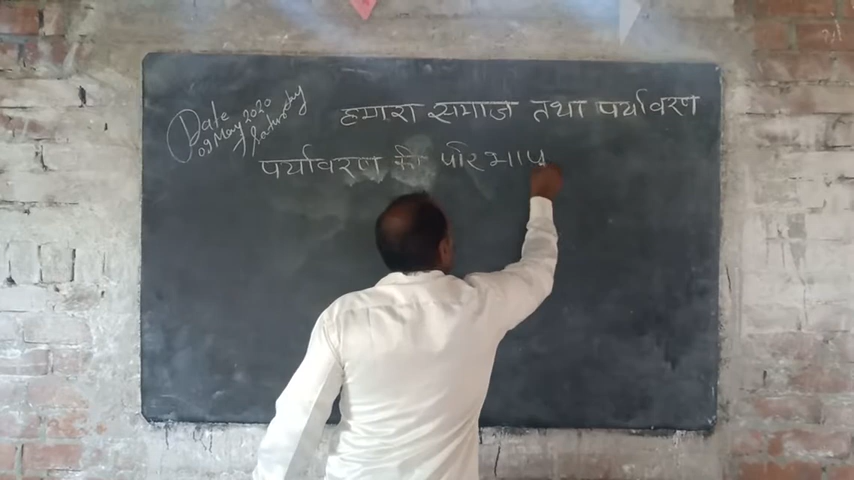 Date
09 May 2020
Saturday
हमारा समाज तथा पर्यावरण
पर्यावरण की परिभाष